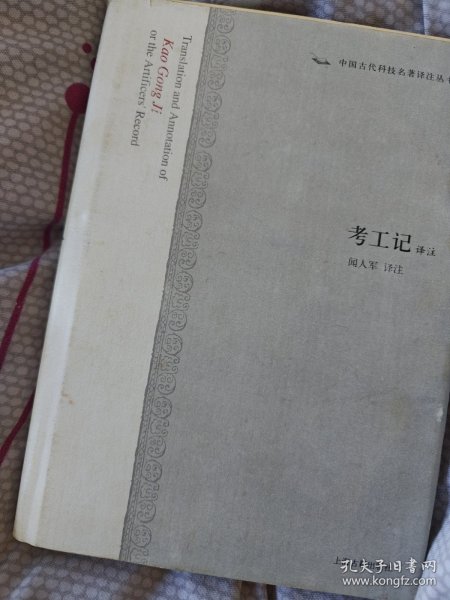 中国古代科技名著译注丛书
Translation and Annotation of
Kao Gong Ji
or the Artificers' Record
考工记 译注
闻人军 译注
上
孔夫子旧书网
www.kongfz.com